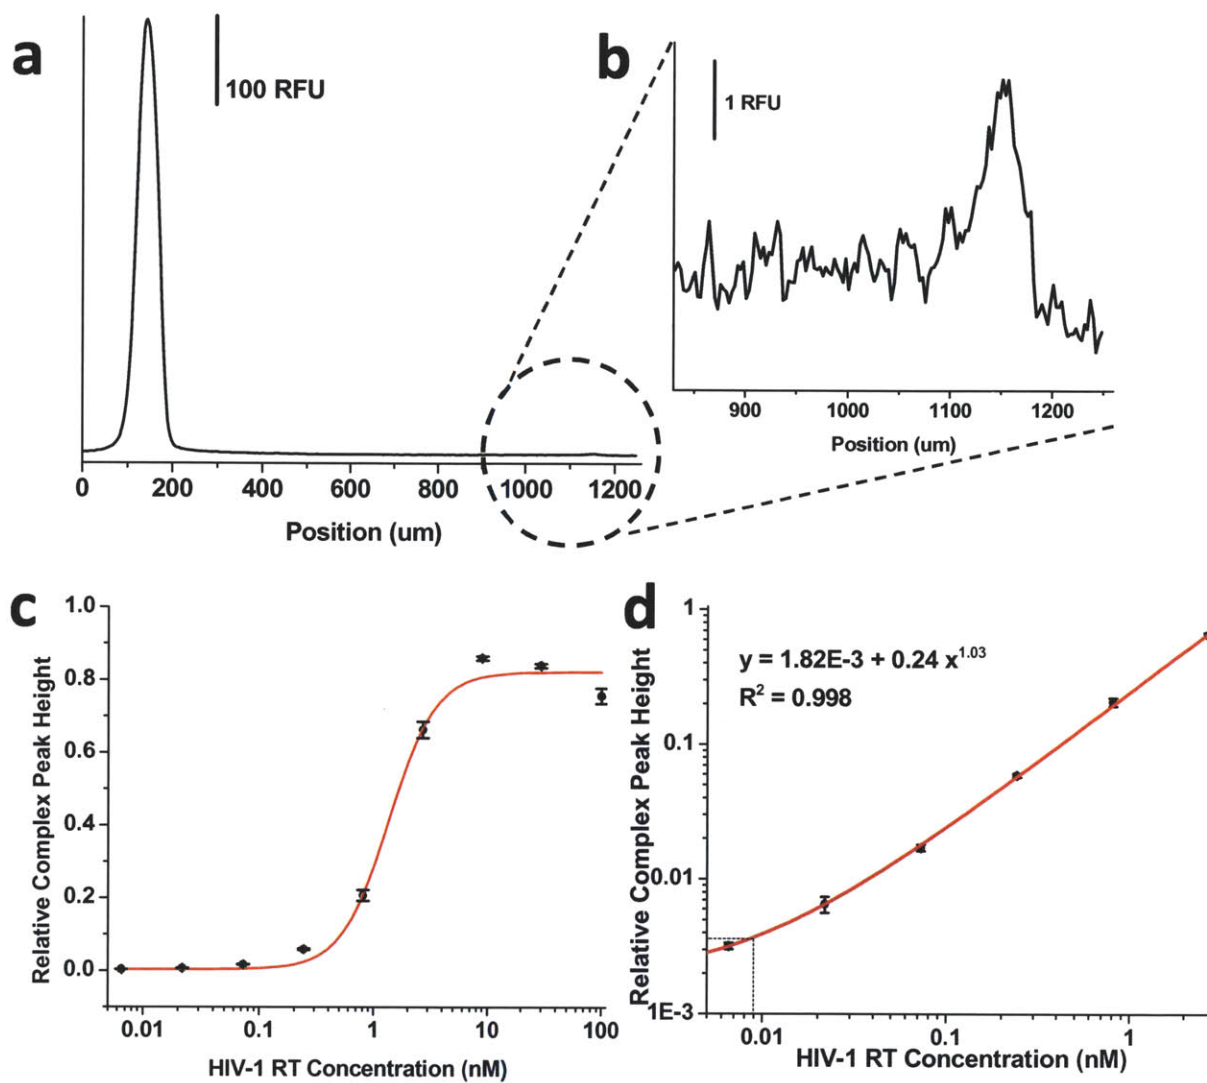 a
100 RFU
0 200 400 600 800 1000 1200
Position (um)
b
1 RFU
900 1000 1100 1200
Position (um)
c
Relative Complex Peak Height
1.0
0.8
0.6
0.4
0.2
0.0
0.01 0.1 1 10 100
HIV-1 RT Concentration (nM)
d
Relative Complex Peak Height
y = 1.82E-3 + 0.24 x^1.03
R² = 0.998
1
0.1
0.01
1E-3
0.01 0.1 1
HIV-1 RT Concentration (nM)